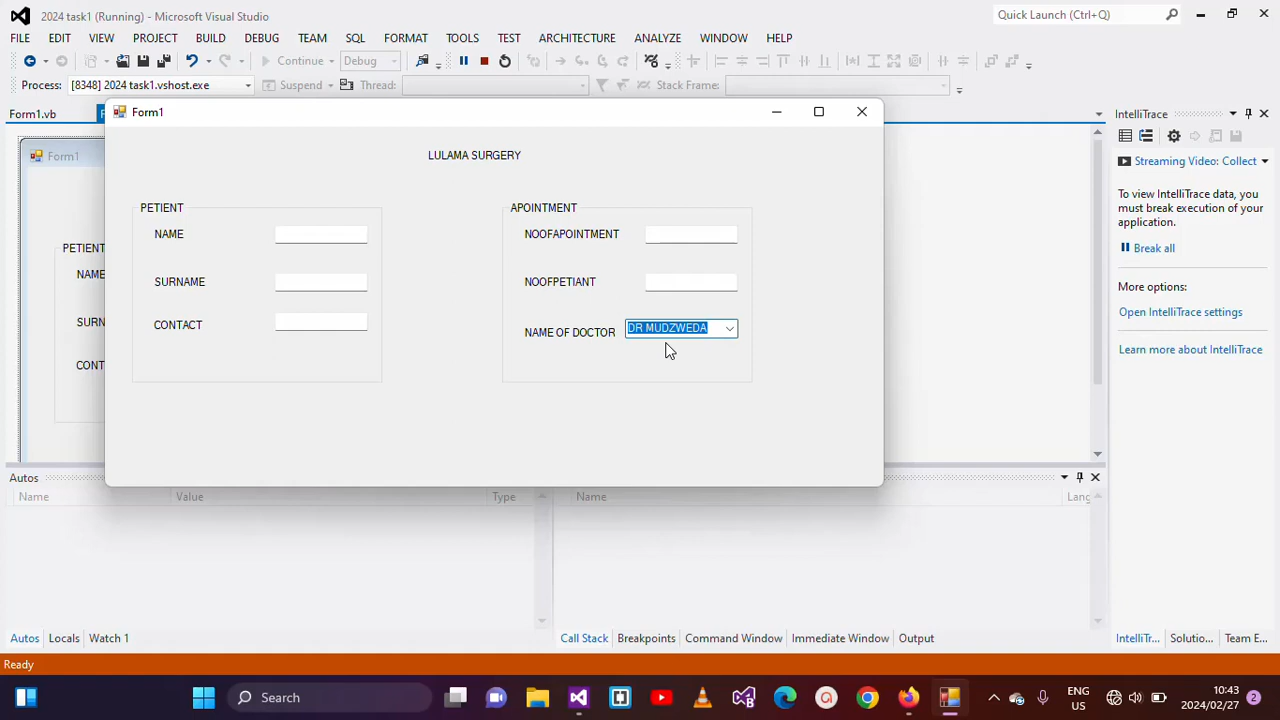 2024 task1 (Running) - Microsoft Visual Studio
Quick Launch (Ctrl+Q)
FILE EDIT VIEW PROJECT BUILD DEBUG TEAM SQL FORMAT TOOLS TEST ARCHITECTURE ANALYZE WINDOW HELP
Continue Debug
Process: [8348] 2024 task1.vshost.exe Suspend Thread: Stack Frame:
Form1.vb
Form1
IntelliTrace
Form1
LULAMA SURGERY
Streaming Video: Collect
To view IntelliTrace data, you
must break execution of your
application.
Break all
More options:
Open IntelliTrace settings
Learn more about IntelliTrace
PETIENT
NAME
SURNAME
CONTACT
APOINTMENT
NOOFAPOINTMENT
NOOFPETIANT
NAME OF DOCTOR DR MUDZWEDA
PETIENT
NAME
SURN
CONT
Autos
Name Value Type
Name Lang
Autos Locals Watch 1
Call Stack Breakpoints Command Window Immediate Window Output
IntelliTr... Solutio... Team E...
Ready
Search
ENG
US
10:43
2024/02/27
2